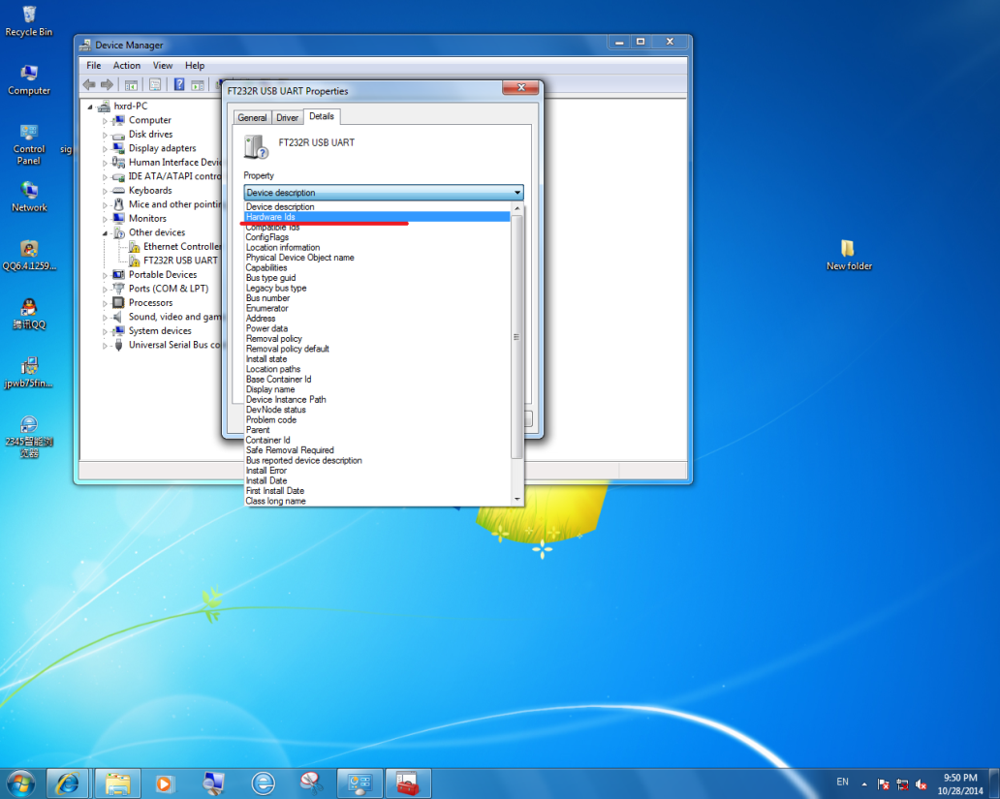 Recycle Bin
Computer
Control
Panel
sig
Network
QQ6.4.1259...
腾讯QQ
jpwb75fin...
2345智能浏
览器
New folder
Device Manager
File Action View Help
hxrd-PC
Computer
Disk drives
Display adapters
Human Interface Devi
IDE ATA/ATAPI contro
Keyboards
Mice and other pointin
Monitors
Other devices
Ethernet Controller
FT232R USB UART
Portable Devices
Ports (COM & LPT)
Processors
Sound, video and gam
System devices
Universal Serial Bus co
FT232R USB UART Properties
General Driver Details
FT232R USB UART
Property
Device description
Device description
Hardware Ids
Compatible Ids
ConfigFlags
Location information
Physical Device Object name
Capabilities
Bus type guid
Legacy bus type
Bus number
Enumerator
Address
Power data
Removal policy
Removal policy default
Install state
Location paths
Base Container Id
Display name
Device Instance Path
DevNode status
Problem code
Parent
Container Id
Safe Removal Required
Bus reported device description
Install Error
Install Date
First Install Date
Class long name
EN
9:50 PM
10/28/2014